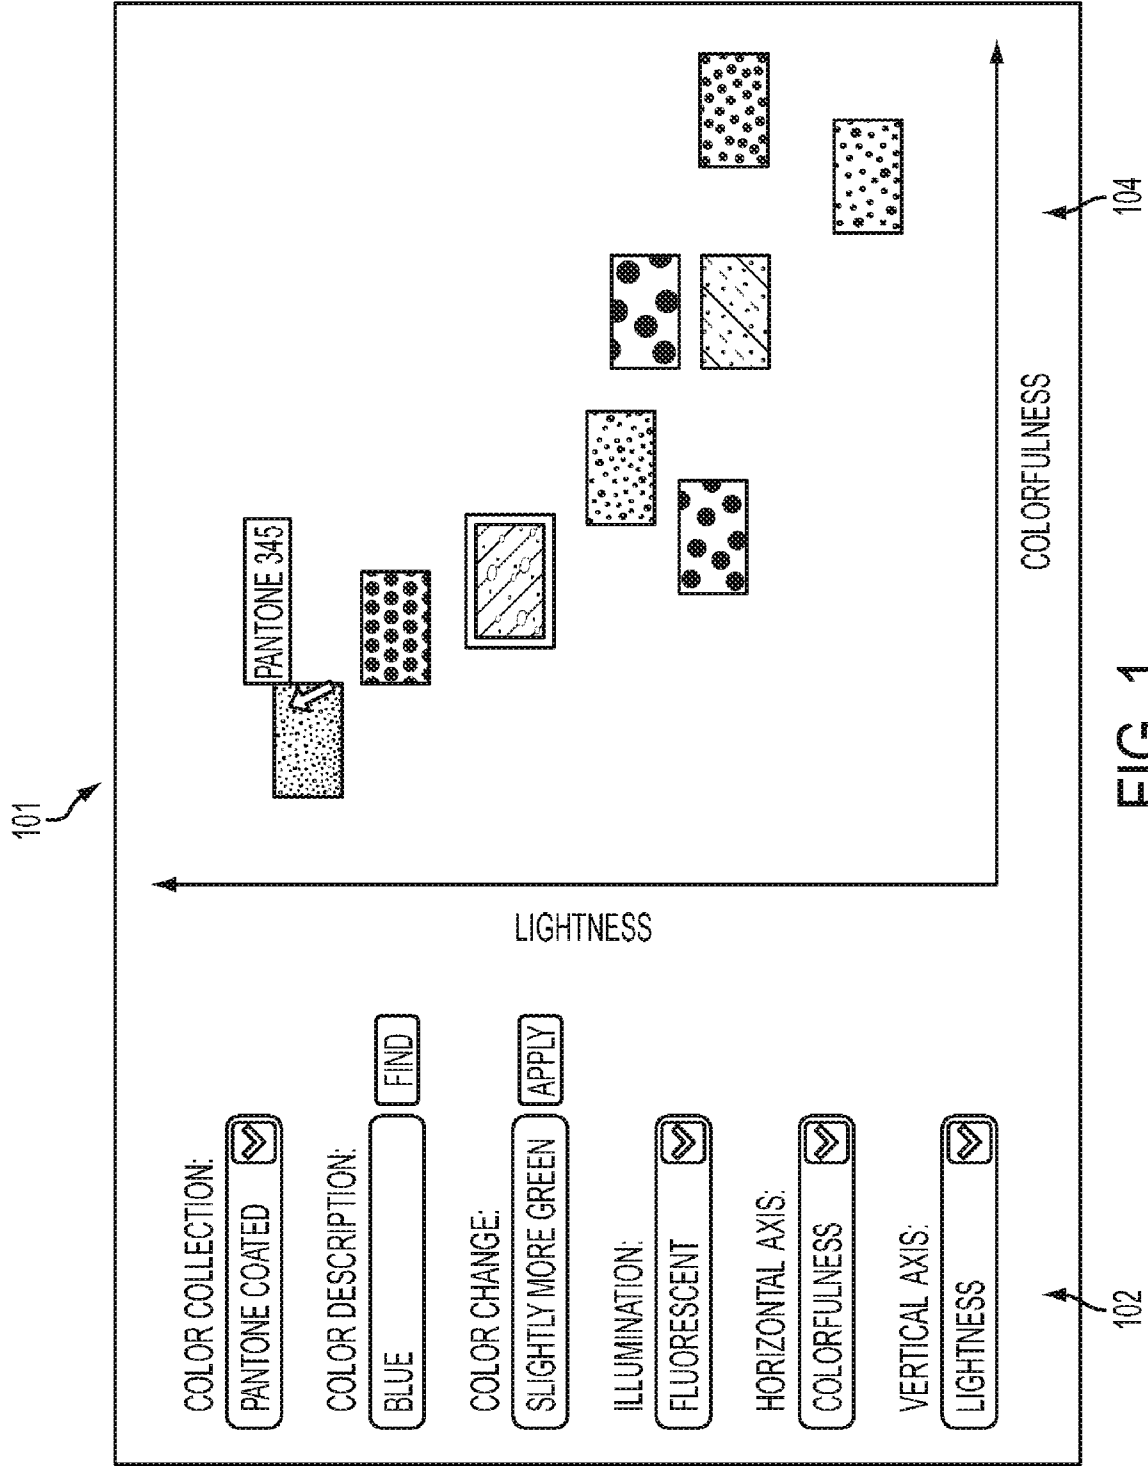 101
COLOR COLLECTION:
PANTONE COATED
COLOR DESCRIPTION:
BLUE
FIND
COLOR CHANGE:
SLIGHTLY MORE GREEN
APPLY
ILLUMINATION:
FLUORESCENT
HORIZONTAL AXIS:
COLORFULNESS
VERTICAL AXIS:
LIGHTNESS
102
LIGHTNESS
PANTONE 345
COLORFULNESS
104
FIG. 1